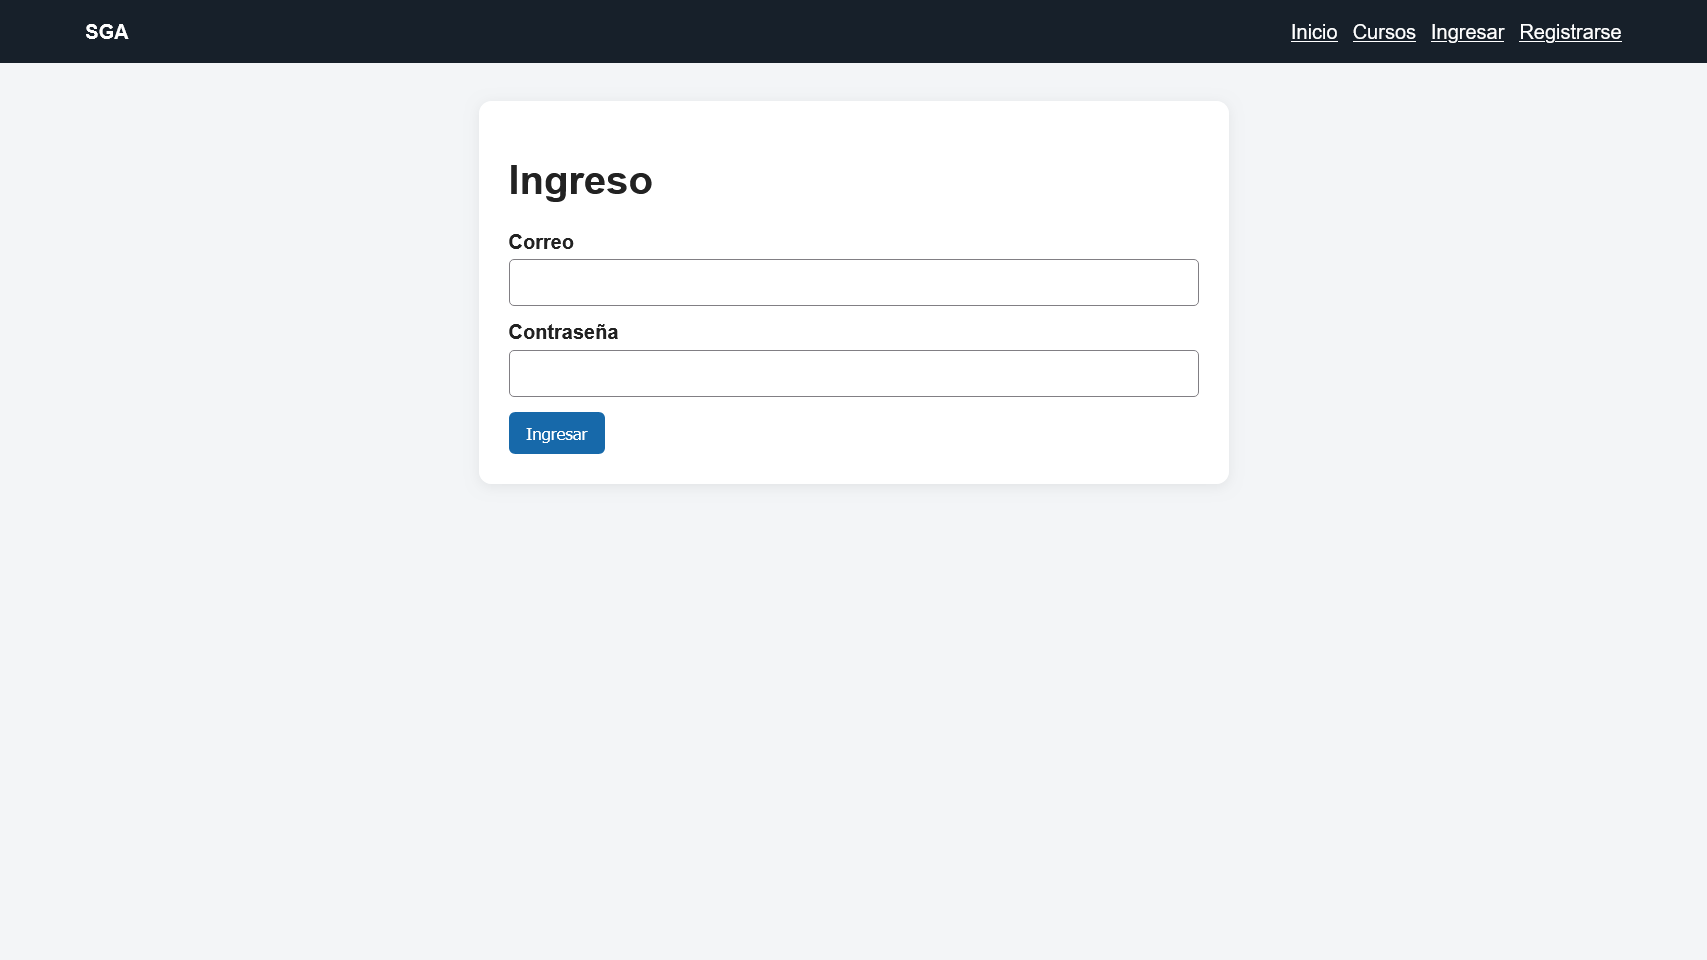 SGA Inicio Cursos Ingresar Registrarse
Ingreso
Correo
Contraseña
Ingresar